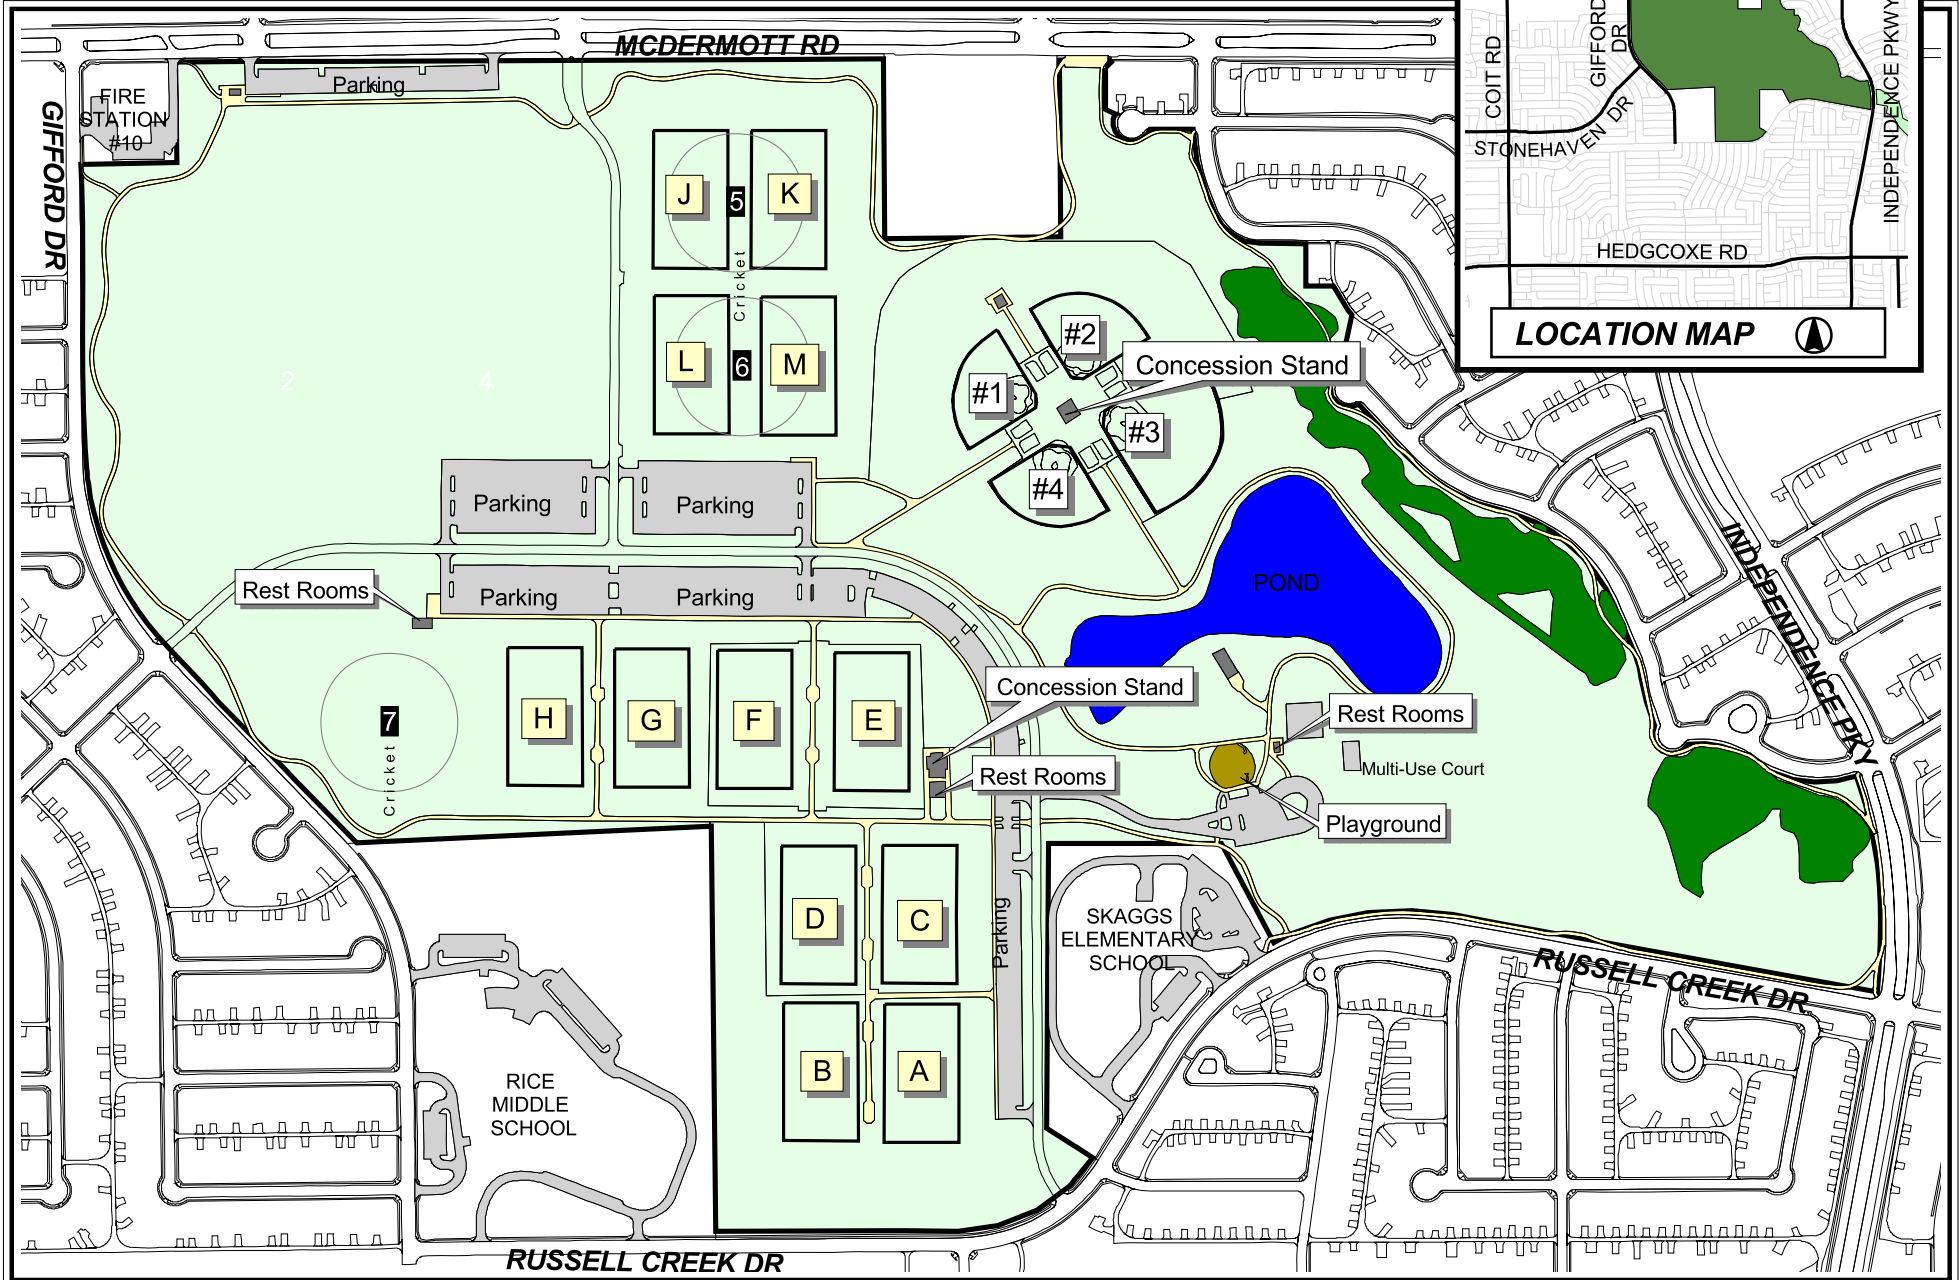 MCDERMOTT RD
Parking
FIRE
STATION
#10
GIFFORD DR
J
5
K
Cricket
L
6
M
2
4
#2
#1
Concession Stand
#3
#4
COIT RD
GIFFORD
DR
STONEHAVEN DR
INDEPENDENCE PKWY
HEDGCOXE RD
LOCATION MAP
Parking
Parking
Rest Rooms
Parking
Parking
POND
INDEPENDENCE PKY
7
Cricket
H
G
F
E
Concession Stand
Rest Rooms
Rest Rooms
Multi-Use Court
Playground
D
C
Parking
SKAGGS
ELEMENTARY
SCHOOL
RUSSELL CREEK DR
B
A
RICE
MIDDLE
SCHOOL
RUSSELL CREEK DR